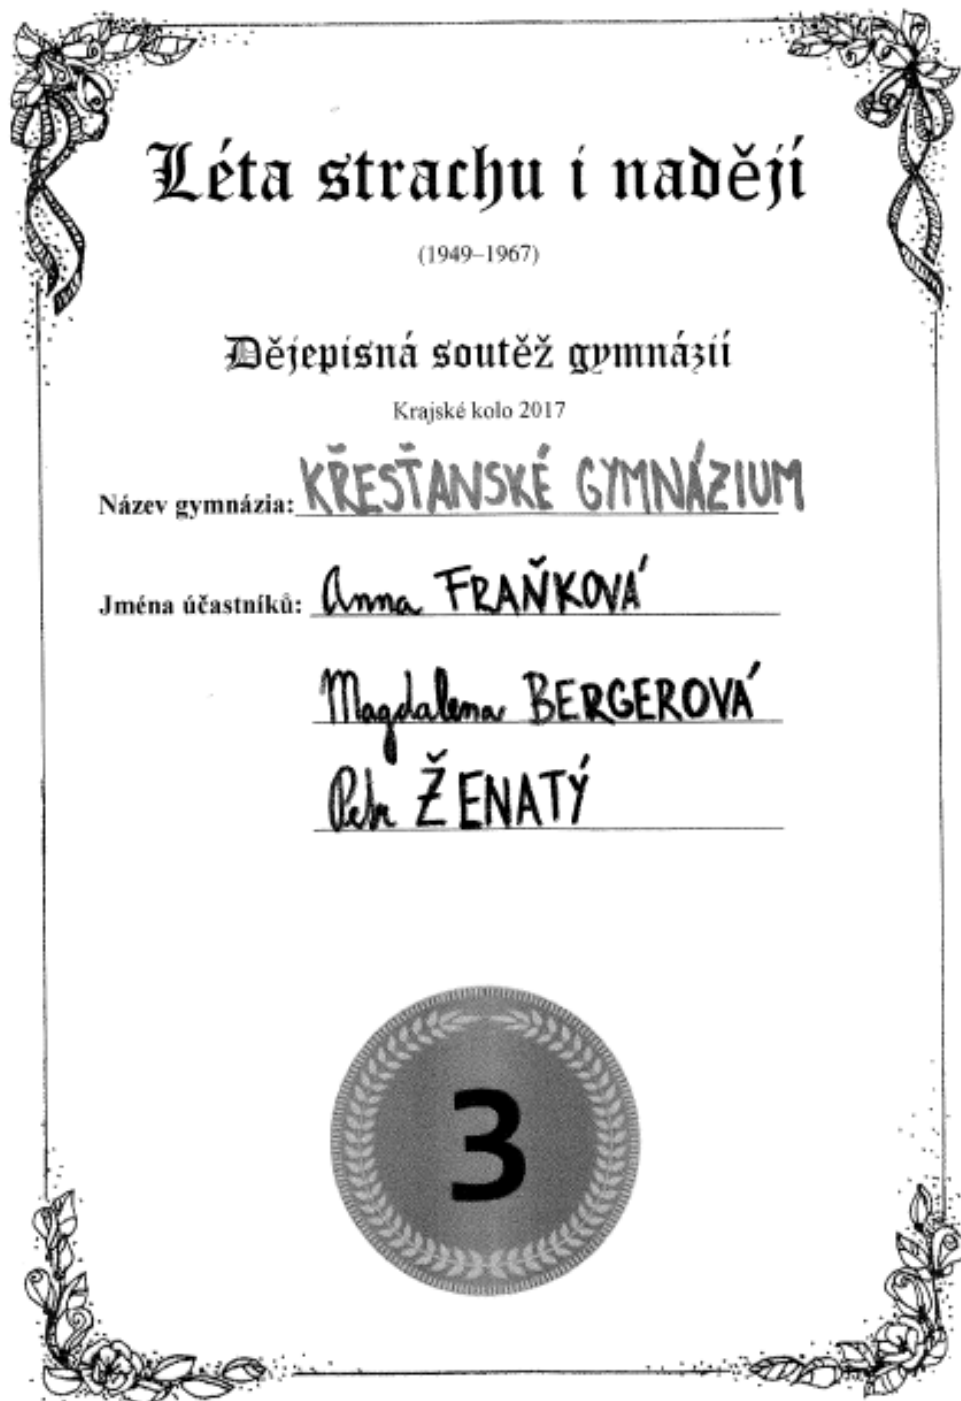 Léta strachu i nadějí
(1949–1967)
Dějepisná soutěž gymnázií
Krajské kolo 2017
Název gymnázia: KŘESŤANSKÉ GYMNÁZIUM
Jména účastníků: Anna FRAŇKOVÁ
Magdalena BERGEROVÁ
Petr ŽENATÝ
3